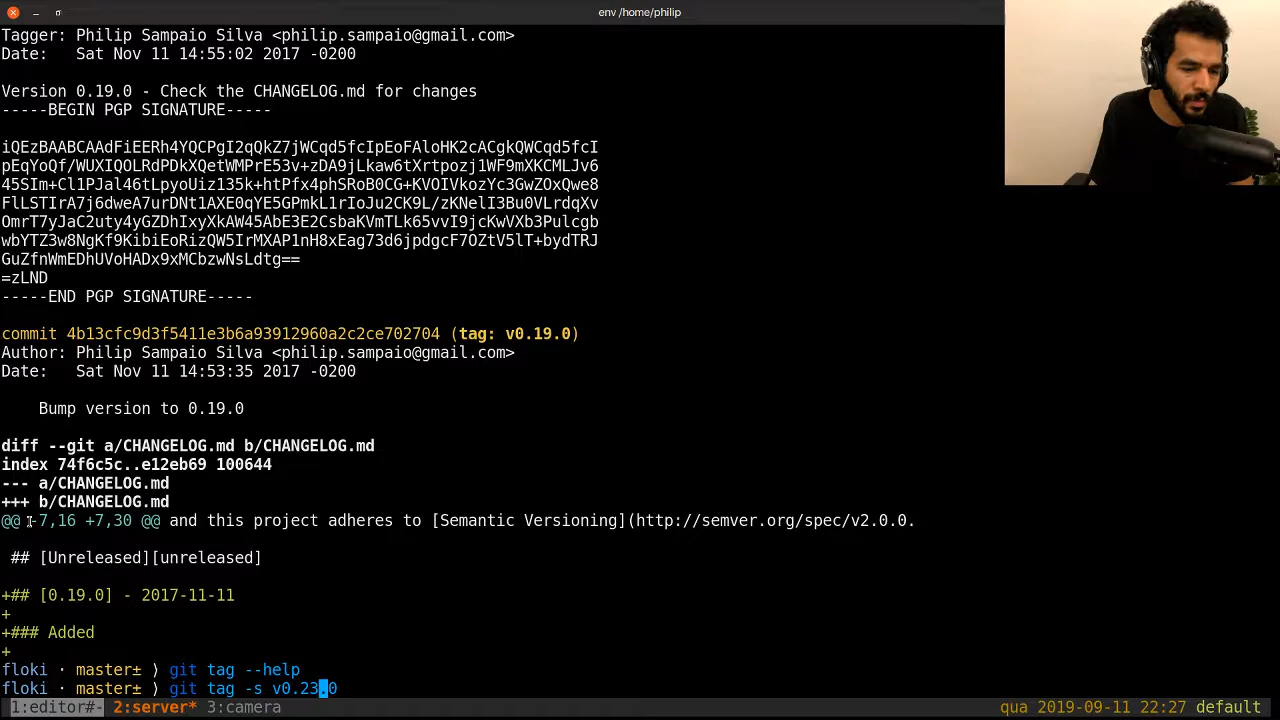 env /home/philip
Tagger: Philip Sampaio Silva <philip.sampaio@gmail.com>
Date:   Sat Nov 11 14:55:02 2017 -0200
Version 0.19.0 - Check the CHANGELOG.md for changes
-----BEGIN PGP SIGNATURE-----
iQEzBAABCAAdFiEERh4YQCPgI2qQkZ7jWCqd5fcIpEoFAloHK2cACgkQWCqd5fcI
pEqYoQf/WUXIQOLRdPDkXQetWMPrE53v+zDA9jLkaw6tXrtpozj1WF9mXKCMLJv6
45SIm+Cl1PJal46tLpyoUiz135k+htPfx4phSRoB0CG+KVOIVkozYc3GwZOxQwe8
FlLSTIrA7j6dweA7urDNt1AXE0qYE5GPmkL1rIoJu2CK9L/zKNelI3Bu0VLrdqXv
OmrT7yJaC2uty4yGZDhIxyXkAW45AbE3E2CsbaKVmTLk65vvI9jcKwVXb3Pulcgb
wbYTZ3w8NgKf9KibiEoRizQW5IrMXAP1nH8xEag73d6jpdgcF7OZtV5lT+bydTRJ
GuZfnWmEDhUVoHADx9xMCbzwNsLdtg==
=zLND
-----END PGP SIGNATURE-----
commit 4b13cfc9d3f5411e3b6a93912960a2c2ce702704 (tag: v0.19.0)
Author: Philip Sampaio Silva <philip.sampaio@gmail.com>
Date:   Sat Nov 11 14:53:35 2017 -0200
    Bump version to 0.19.0
diff --git a/CHANGELOG.md b/CHANGELOG.md
index 74f6c5c..e12eb69 100644
--- a/CHANGELOG.md
+++ b/CHANGELOG.md
@@ -7,16 +7,30 @@ and this project adheres to [Semantic Versioning](http://semver.org/spec/v2.0.0.
 ## [Unreleased][unreleased]
+## [0.19.0] - 2017-11-11
+
+### Added
+
floki · master± ) git tag --help
floki · master± ) git tag -s v0.23.0
1:editor#- 2:server* 3:camera qua 2019-09-11 22:27 default